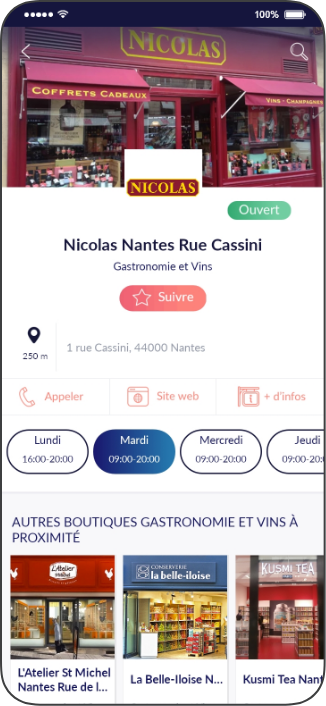 100%
NICOLAS
COFFRETS CADEAUX
VINS - CHAMPAGNES
NICOLAS
Ouvert
Nicolas Nantes Rue Cassini
Gastronomie et Vins
Suivre
250 m
1 rue Cassini, 44000 Nantes
Appeler
Site web
+ d'infos
Lundi
16:00-20:00
Mardi
09:00-20:00
Mercredi
09:00-20:00
Jeudi
09:00-20:0
AUTRES BOUTIQUES GASTRONOMIE ET VINS À
PROXIMITÉ
L'Atelier
CONSERVERIE
la belle-iloise
KUSMI TEA
L'Atelier St Michel
Nantes Rue de l...
La Belle-Iloise N...
Kusmi Tea Nant